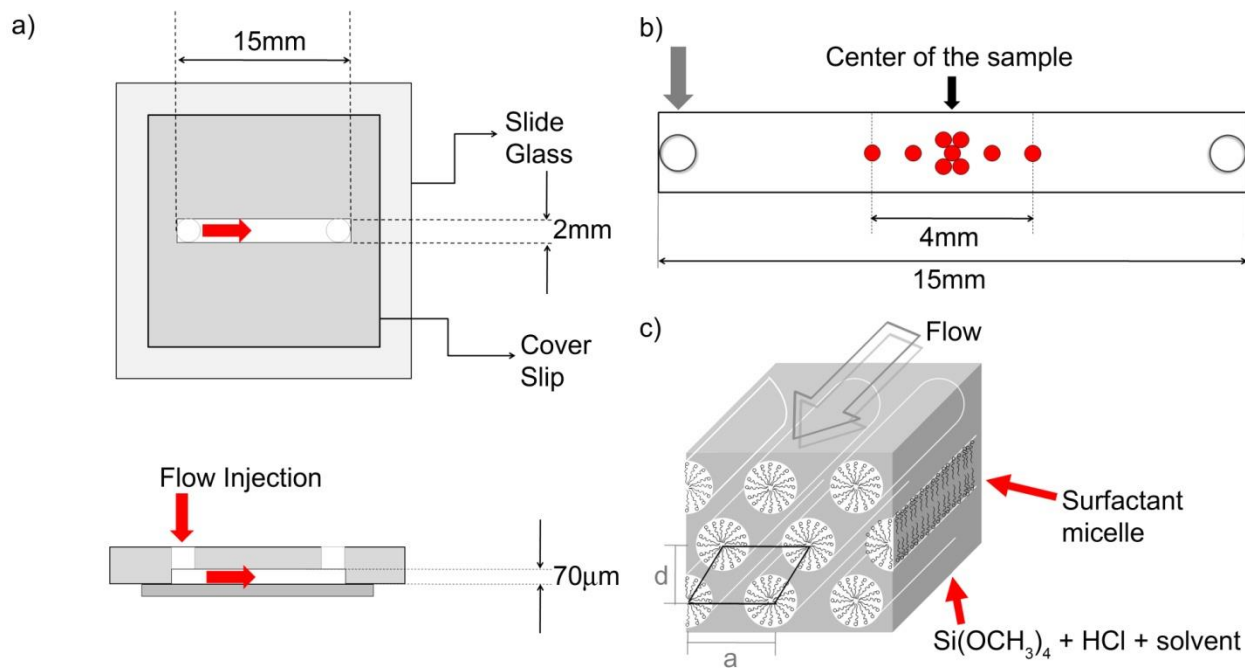 a)
15mm
Slide
Glass
2mm
Cover
Slip
Flow Injection
70μm
b)
Center of the sample
4mm
15mm
c)
Flow
Surfactant
micelle
d
a
Si(OCH₃)₄ + HCl + solvent